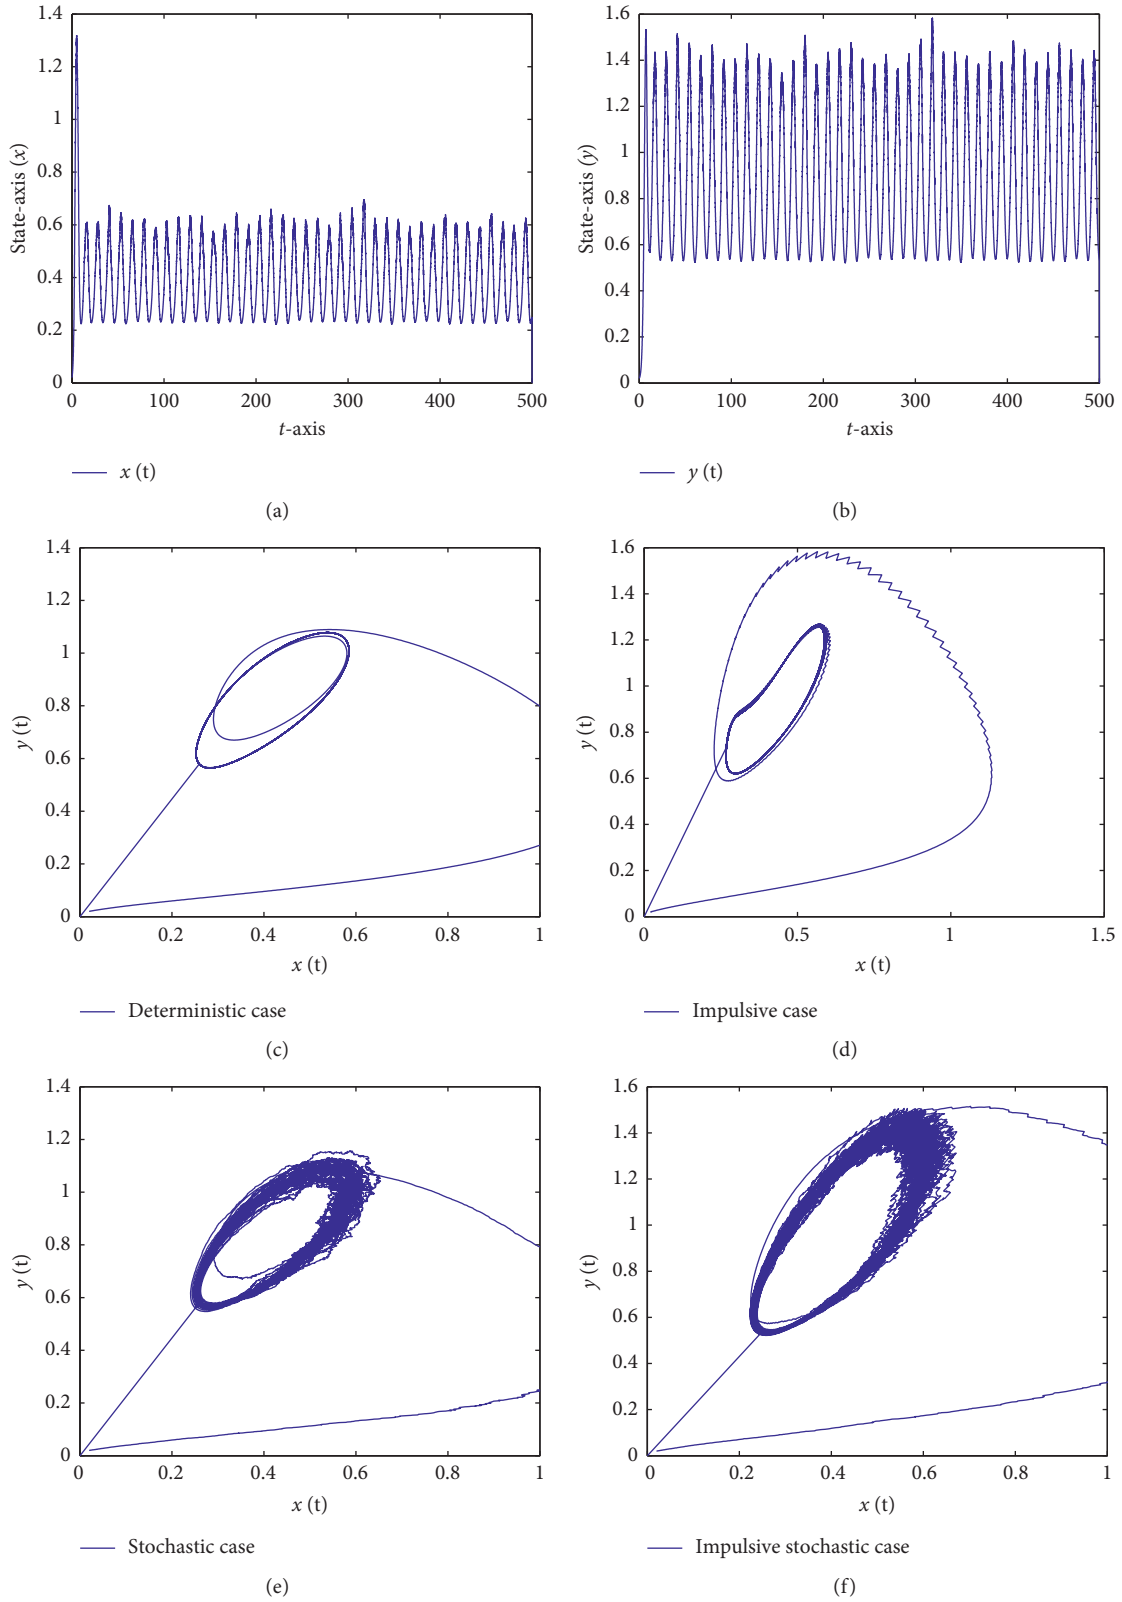 1.4
1.2
1
0.8
0.6
0.4
0.2
0
State-axis (x)
0 100 200 300 400 500
t-axis
x (t)
(a)
1.6
1.4
1.2
1
0.8
0.6
0.4
0.2
0
State-axis (y)
0 100 200 300 400 500
t-axis
y (t)
(b)
1.4
1.2
1
0.8
0.6
0.4
0.2
0
y (t)
0 0.2 0.4 0.6 0.8 1
x (t)
Deterministic case
(c)
1.6
1.4
1.2
1
0.8
0.6
0.4
0.2
0
y (t)
0 0.5 1 1.5
x (t)
Impulsive case
(d)
1.4
1.2
1
0.8
0.6
0.4
0.2
0
y (t)
0 0.2 0.4 0.6 0.8 1
x (t)
Stochastic case
(e)
1.6
1.4
1.2
1
0.8
0.6
0.4
0.2
0
y (t)
0 0.2 0.4 0.6 0.8 1
x (t)
Impulsive stochastic case
(f)